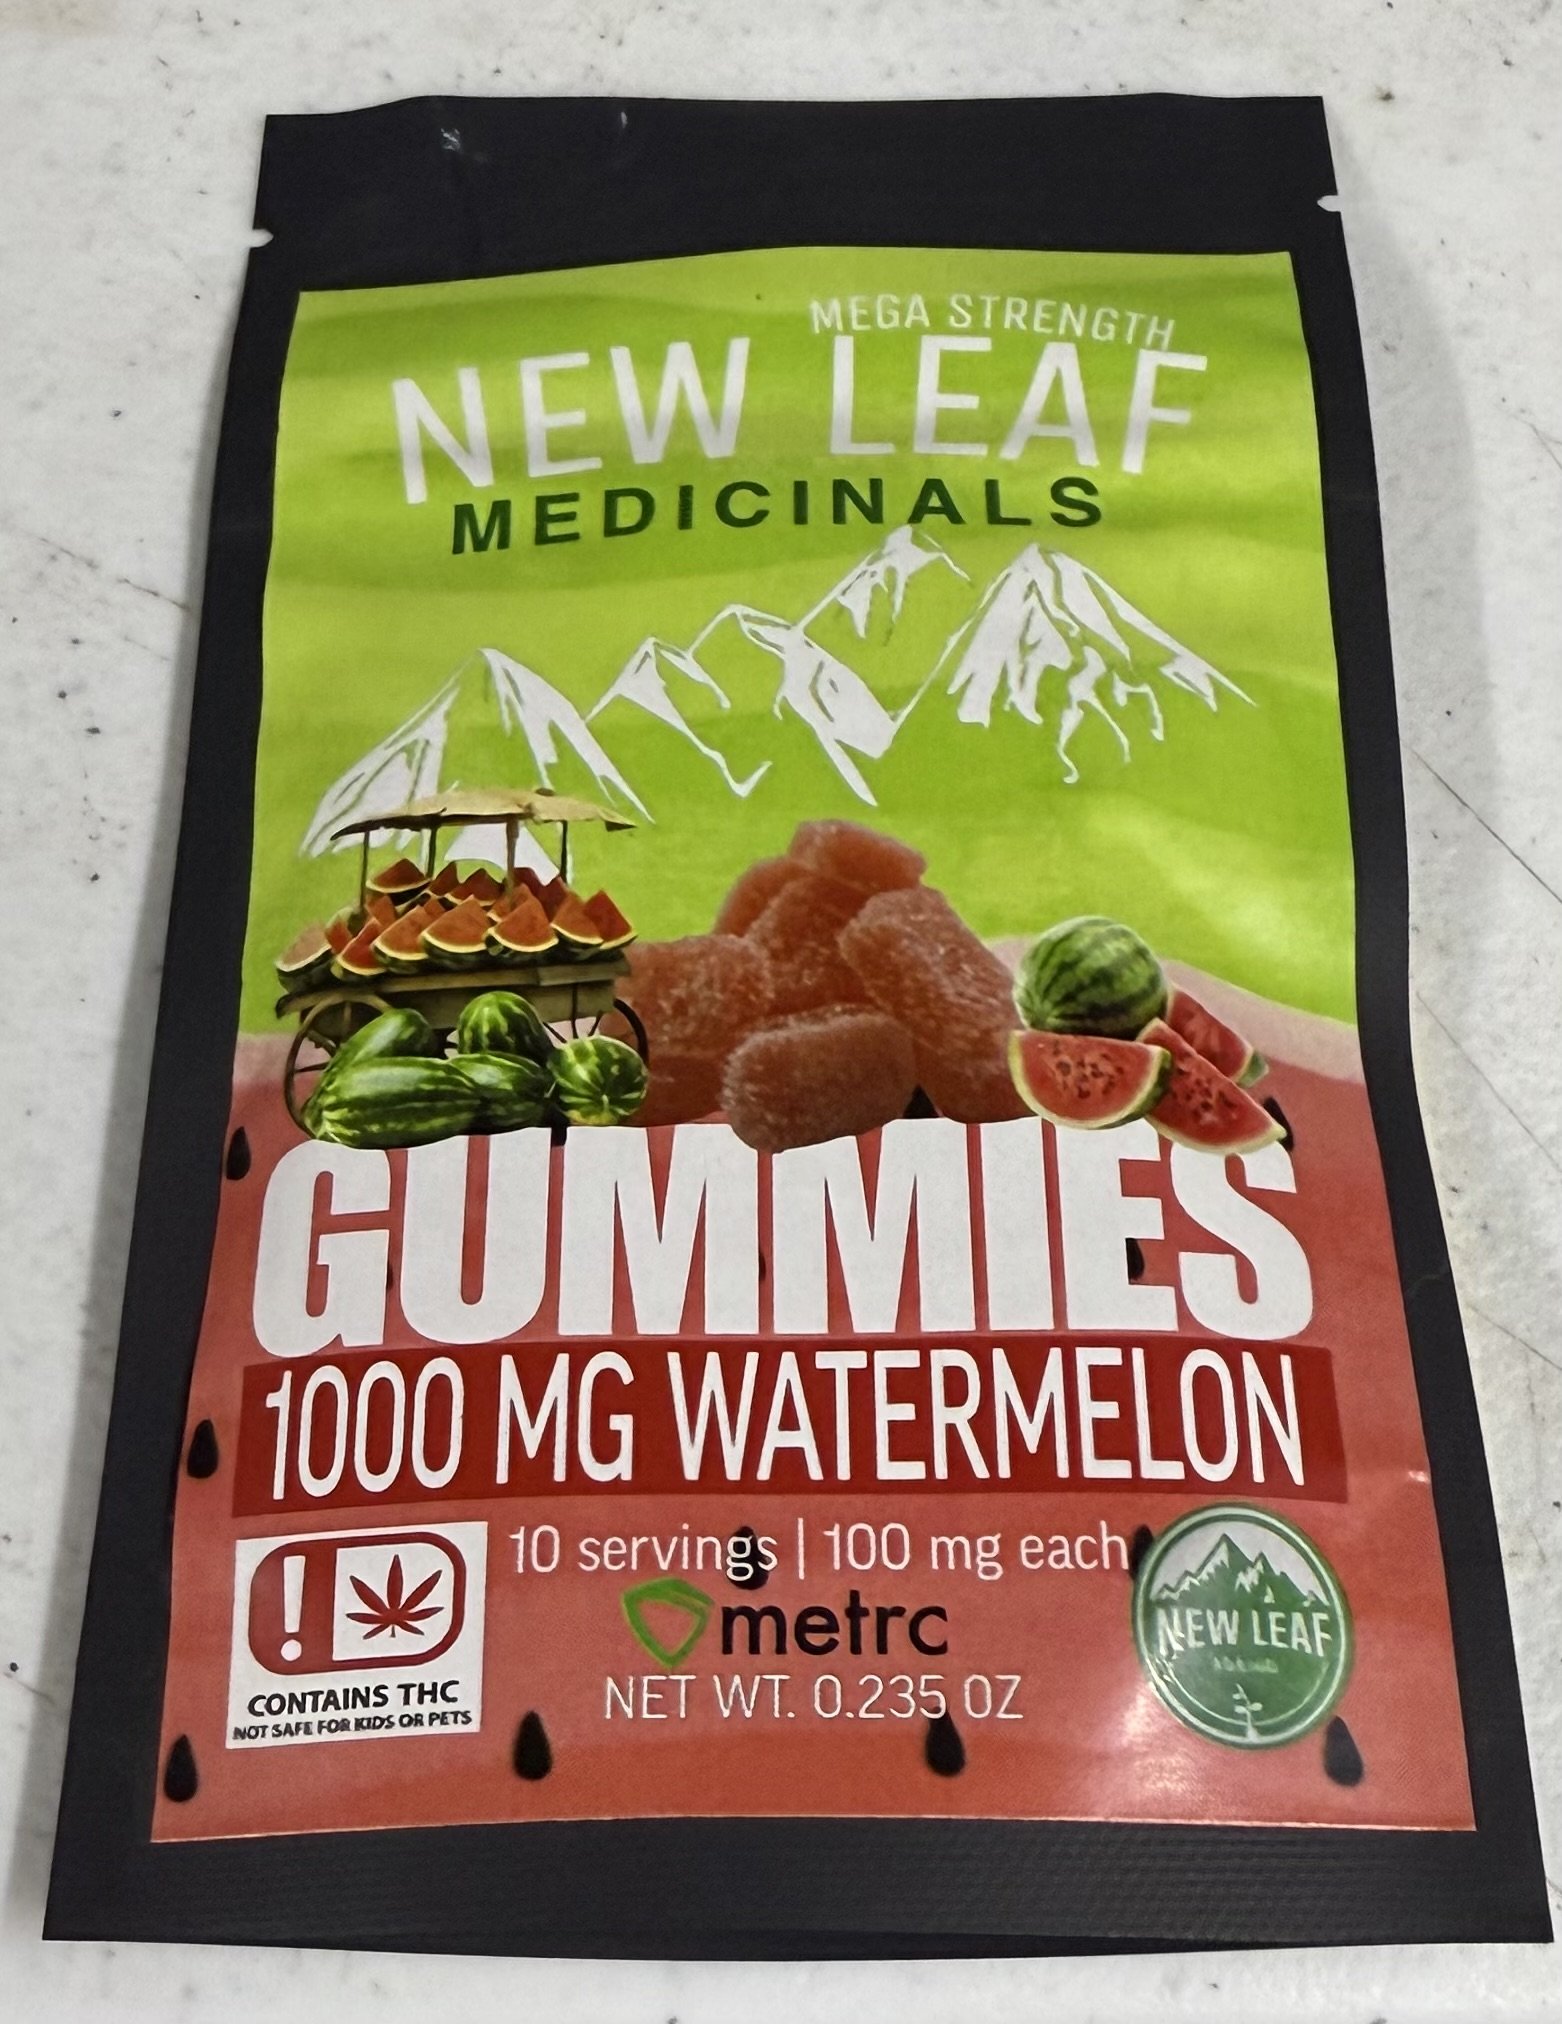 MEGA STRENGTH
NEW LEAF
MEDICINALS
GUMMIES
1000 MG WATERMELON
10 servings | 100 mg each
!
metrc
NEW LEAF
CONTAINS THC
NOT SAFE FOR KIDS OR PETS
NET WT. 0.235 OZ